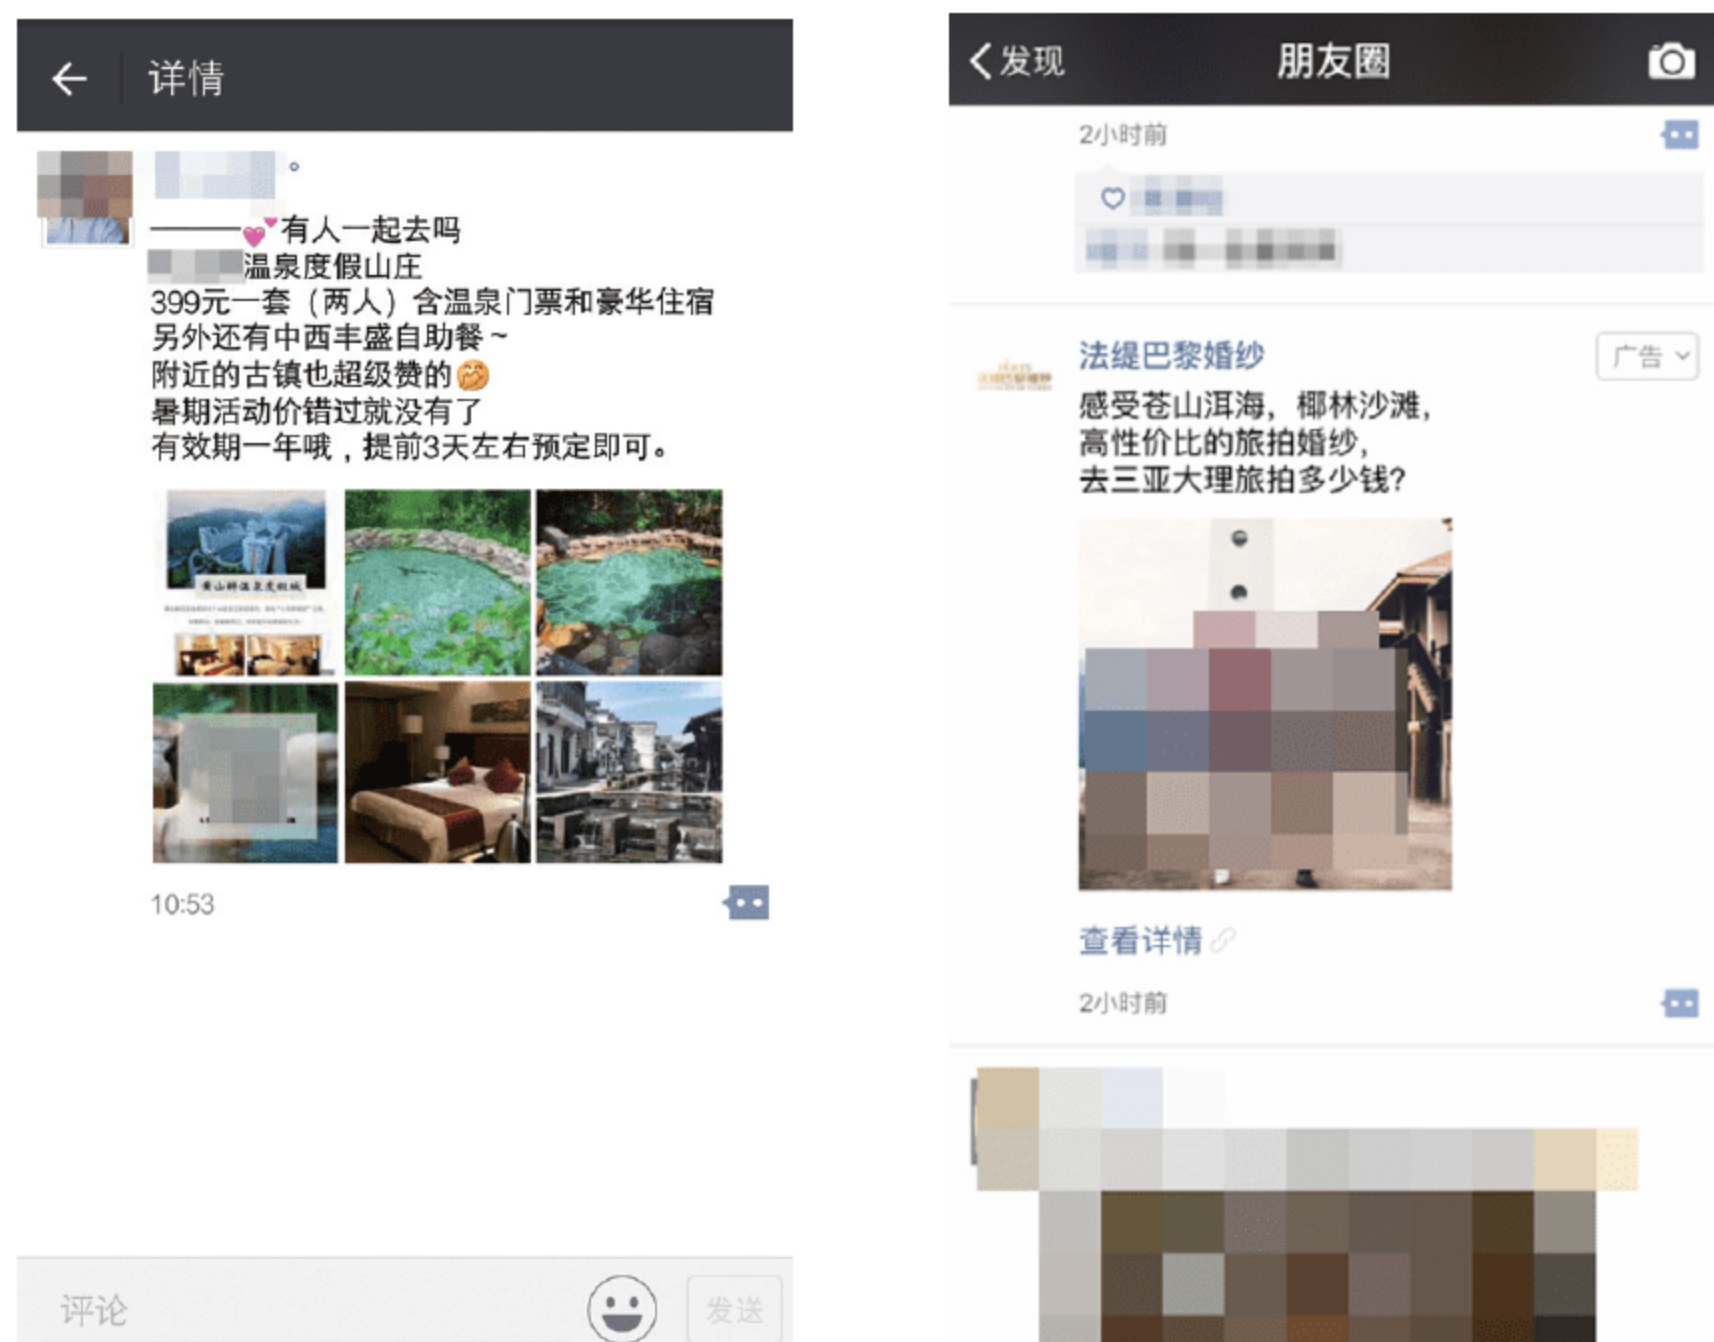 详情
。
———💕有人一起去吗
温泉度假山庄
399元一套（两人）含温泉门票和豪华住宿
另外还有中西丰盛自助餐～
附近的古镇也超级赞的🤭
暑期活动价错过就没有了
有效期一年哦，提前3天左右预定即可。
10:53
评论
发送
发现
朋友圈
2小时前
法缇巴黎婚纱
广告
感受苍山洱海，椰林沙滩，
高性价比的旅拍婚纱，
去三亚大理旅拍多少钱?
查看详情
2小时前